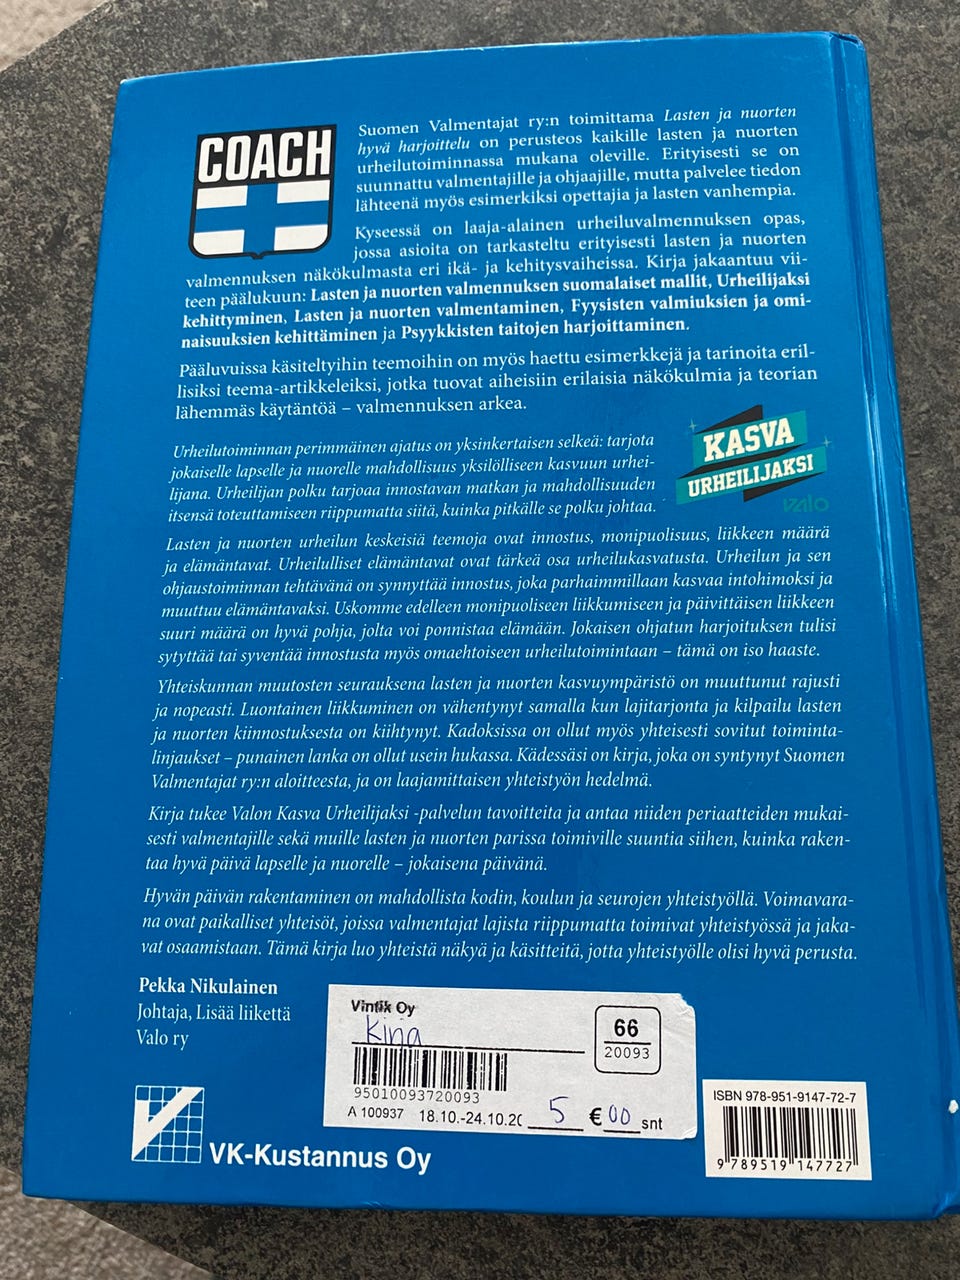 COACH
Suomen Valmentajat ry:n toimittama Lasten ja nuorten
hyvä harjoittelu on perusteos kaikille lasten ja nuorten
urheilutoiminnassa mukana oleville. Erityisesti se on
suunnattu valmentajille ja ohjaajille, mutta palvelee tiedon
lähteenä myös esimerkiksi opettajia ja lasten vanhempia.
Kyseessä on laaja-alainen urheiluvalmennuksen opas,
jossa asioita on tarkasteltu erityisesti lasten ja nuorten
valmennuksen näkökulmasta eri ikä- ja kehitysvaiheissa. Kirja jakaantuu vii-
teen päälukuun: Lasten ja nuorten valmennuksen suomalaiset mallit, Urheilijaksi
kehittyminen, Lasten ja nuorten valmentaminen, Fyysisten valmiuksien ja omi-
naisuuksien kehittäminen ja Psyykkisten taitojen harjoittaminen.
Pääluvuissa käsiteltyihin teemoihin on myös haettu esimerkkejä ja tarinoita eril-
lisiksi teema-artikkeleiksi, jotka tuovat aiheisiin erilaisia näkökulmia ja teorian
lähemmäs käytäntöä – valmennuksen arkea.
Urheilutoiminnan perimmäinen ajatus on yksinkertaisen selkeä: tarjota
jokaiselle lapselle ja nuorelle mahdollisuus yksilölliseen kasvuun urhei-
lijana. Urheilijan polku tarjoaa innostavan matkan ja mahdollisuuden
itsensä toteuttamiseen riippumatta siitä, kuinka pitkälle se polku johtaa.
KASVA
URHEILIJAKSI
valo
Lasten ja nuorten urheilun keskeisiä teemoja ovat innostus, monipuolisuus, liikkeen määrä
ja elämäntavat. Urheilulliset elämäntavat ovat tärkeä osa urheilukasvatusta. Urheilun ja sen
ohjaustoiminnan tehtävänä on synnyttää innostus, joka parhaimmillaan kasvaa intohimoksi ja
muuttuu elämäntavaksi. Uskomme edelleen monipuoliseen liikkumiseen ja päivittäisen liikkeen
suuri määrä on hyvä pohja, jolta voi ponnistaa elämään. Jokaisen ohjatun harjoituksen tulisi
sytyttää tai syventää innostusta myös omaehtoiseen urheilutoimintaan – tämä on iso haaste.
Yhteiskunnan muutosten seurauksena lasten ja nuorten kasvuympäristö on muuttunut rajusti
ja nopeasti. Luontainen liikkuminen on vähentynyt samalla kun lajitarjonta ja kilpailu lasten
ja nuorten kiinnostuksesta on kiihtynyt. Kadoksissa on ollut myös yhteisesti sovitut toiminta-
linjaukset – punainen lanka on ollut usein hukassa. Kädessäsi on kirja, joka on syntynyt Suomen
Valmentajat ry:n aloitteesta, ja on laajamittaisen yhteistyön hedelmä.
Kirja tukee Valon Kasva Urheilijaksi -palvelun tavoitteita ja antaa niiden periaatteiden mukai-
sesti valmentajille sekä muille lasten ja nuorten parissa toimiville suuntia siihen, kuinka raken-
taa hyvä päivä lapselle ja nuorelle – jokaisena päivänä.
Hyvän päivän rakentaminen on mahdollista kodin, koulun ja seurojen yhteistyöllä. Voimavara-
na ovat paikalliset yhteisöt, joissa valmentajat lajista riippumatta toimivat yhteistyössä ja jaka-
vat osaamistaan. Tämä kirja luo yhteistä näkyä ja käsitteitä, jotta yhteistyölle olisi hyvä perusta.
Pekka Nikulainen
Johtaja, Lisää liikettä
Valo ry
Vintik Oy
Kirja
66
20093
95010093720093
A 100937 18.10.-24.10.20 5 € 00 snt
VK-Kustannus Oy
ISBN 978-951-9147-72-7
9 789519 147727